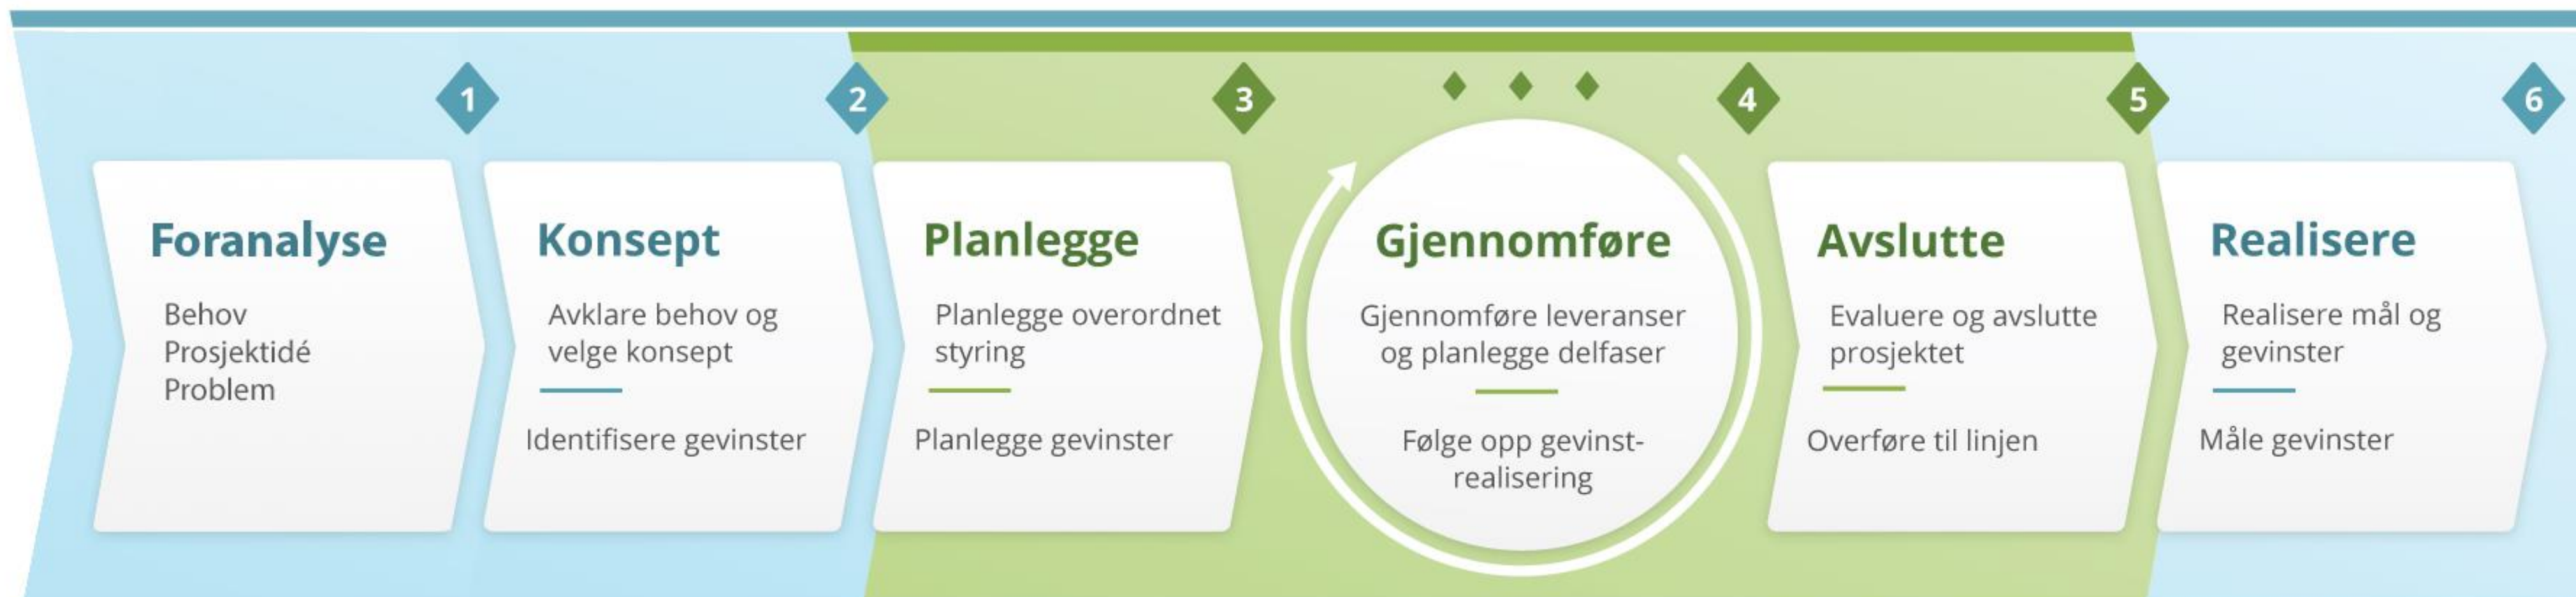 1
2
3
4
5
6
Foranalyse
Behov
Prosjektidé
Problem
Konsept
Avklare behov og
velge konsept
Identifisere gevinster
Planlegge
Planlegge overordnet
styring
Planlegge gevinster
Gjennomføre
Gjennomføre leveranser
og planlegge delfaser
Følge opp gevinst-
realisering
Avslutte
Evaluere og avslutte
prosjektet
Overføre til linjen
Realisere
Realisere mål og
gevinster
Måle gevinster